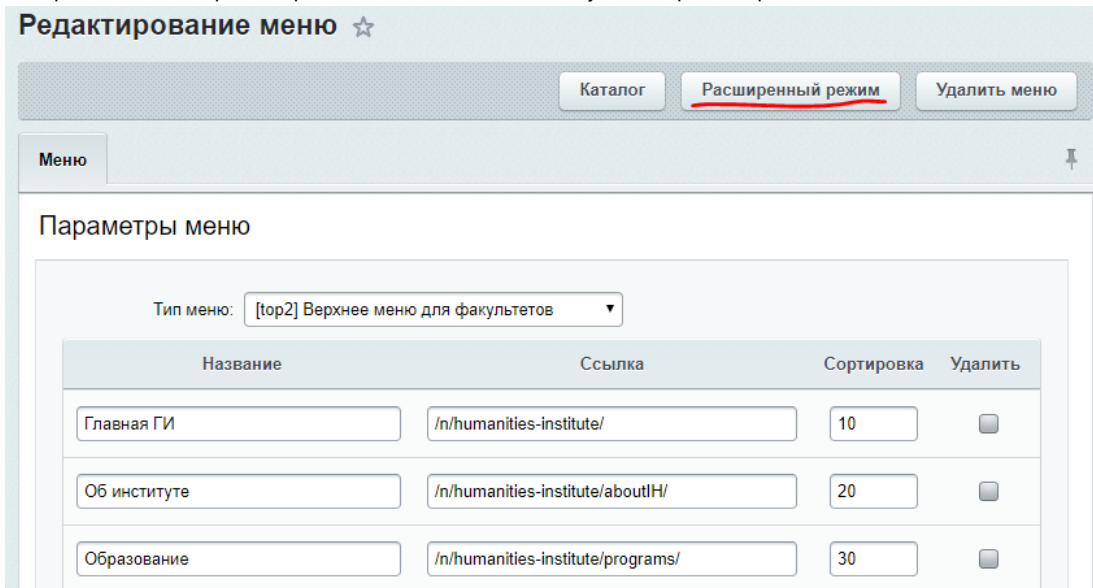 Редактирование меню
Каталог Расширенный режим Удалить меню
Меню
Параметры меню
Тип меню: [top2] Верхнее меню для факультетов
Название Ссылка Сортировка Удалить
Главная ГИ /n/humanities-institute/ 10
Об институте /n/humanities-institute/aboutIH/ 20
Образование /n/humanities-institute/programs/ 30